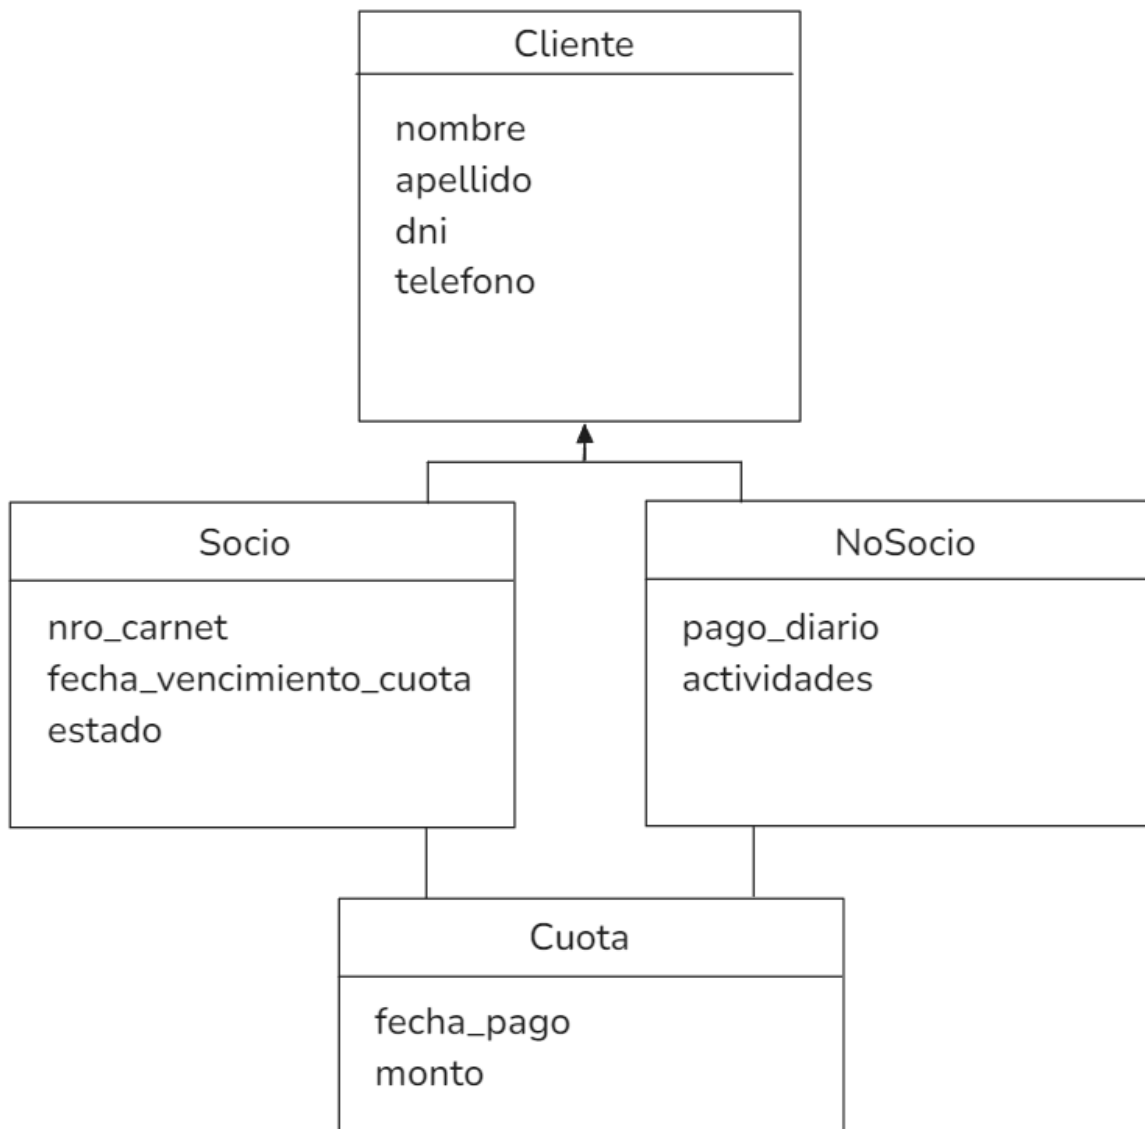 Cliente
nombre
apellido
dni
telefono
Socio
nro_carnet
fecha_vencimiento_cuota
estado
NoSocio
pago_diario
actividades
Cuota
fecha_pago
monto